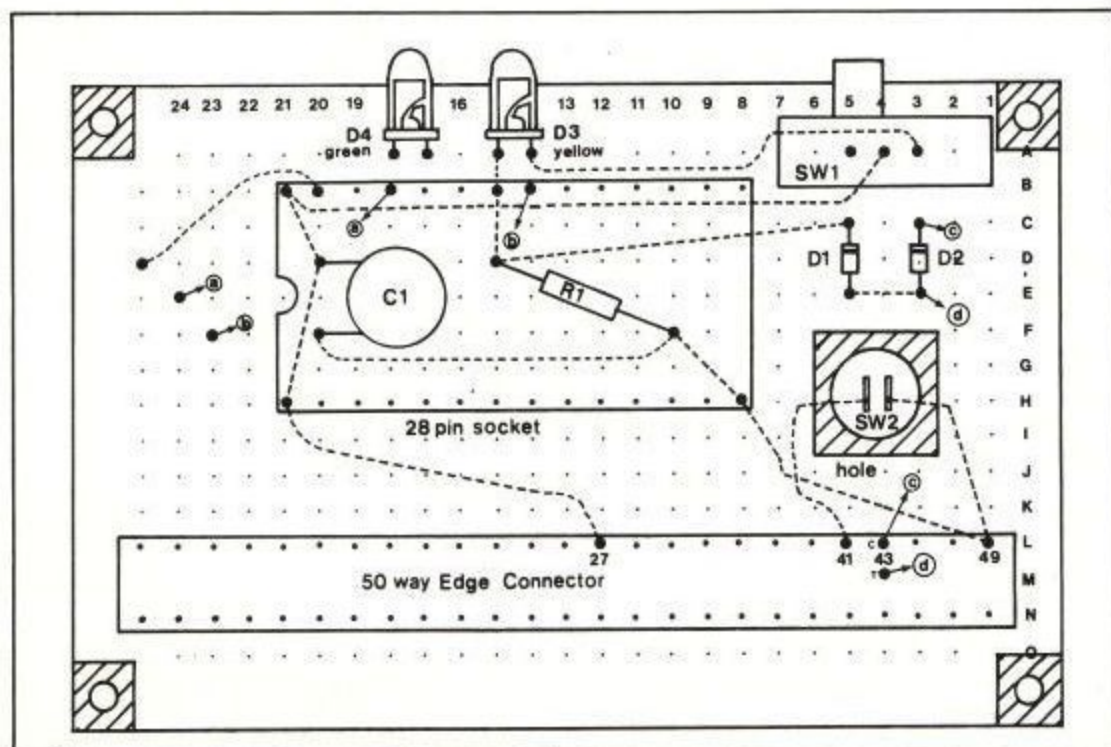 24 23 22 21 20 19 16 13 12 11 10 9 8 7 6 5 4 3 2 1
D4 D3
green yellow
A
SW1
B
a b
C
c
D1 D2
D
a
C1
R1
E
d
b
F
G
H
SW2
28 pin socket
I
hole
J
c
K
L
c
27 41 43 49
50 way Edge Connector
T
d
M
N
O